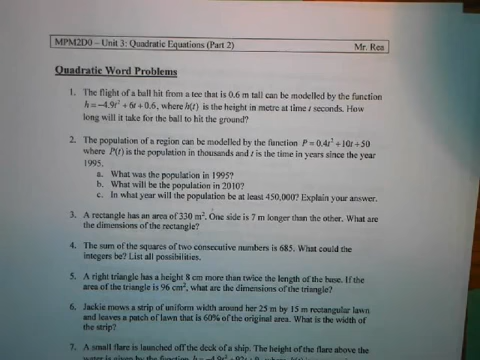 MPM2D0 – Unit 3: Quadratic Equations (Part 2) Mr. Rea
Quadratic Word Problems
1. The flight of a ball hit from a tee that is 0.6 m tall can be modelled by the function
h = –4.9t² + 6t + 0.6, where h(t) is the height in metre at time t seconds. How
long will it take for the ball to hit the ground?
2. The population of a region can be modelled by the function P = 0.4t² + 10t + 50
where P(t) is the population in thousands and t is the time in years since the year
1995.
a. What was the population in 1995?
b. What will be the population in 2010?
c. In what year will the population be at least 450,000? Explain your answer.
3. A rectangle has an area of 330 m². One side is 7 m longer than the other. What are
the dimensions of the rectangle?
4. The sum of the squares of two consecutive numbers is 685. What could the
integers be? List all possibilities.
5. A right triangle has a height 8 cm more than twice the length of the base. If the
area of the triangle is 96 cm², what are the dimensions of the triangle?
6. Jackie mows a strip of uniform width around her 25 m by 15 m rectangular lawn
and leaves a patch of lawn that is 60% of the original area. What is the width of
the strip?
7. A small flare is launched off the deck of a ship. The height of the flare above the
water is given by the function